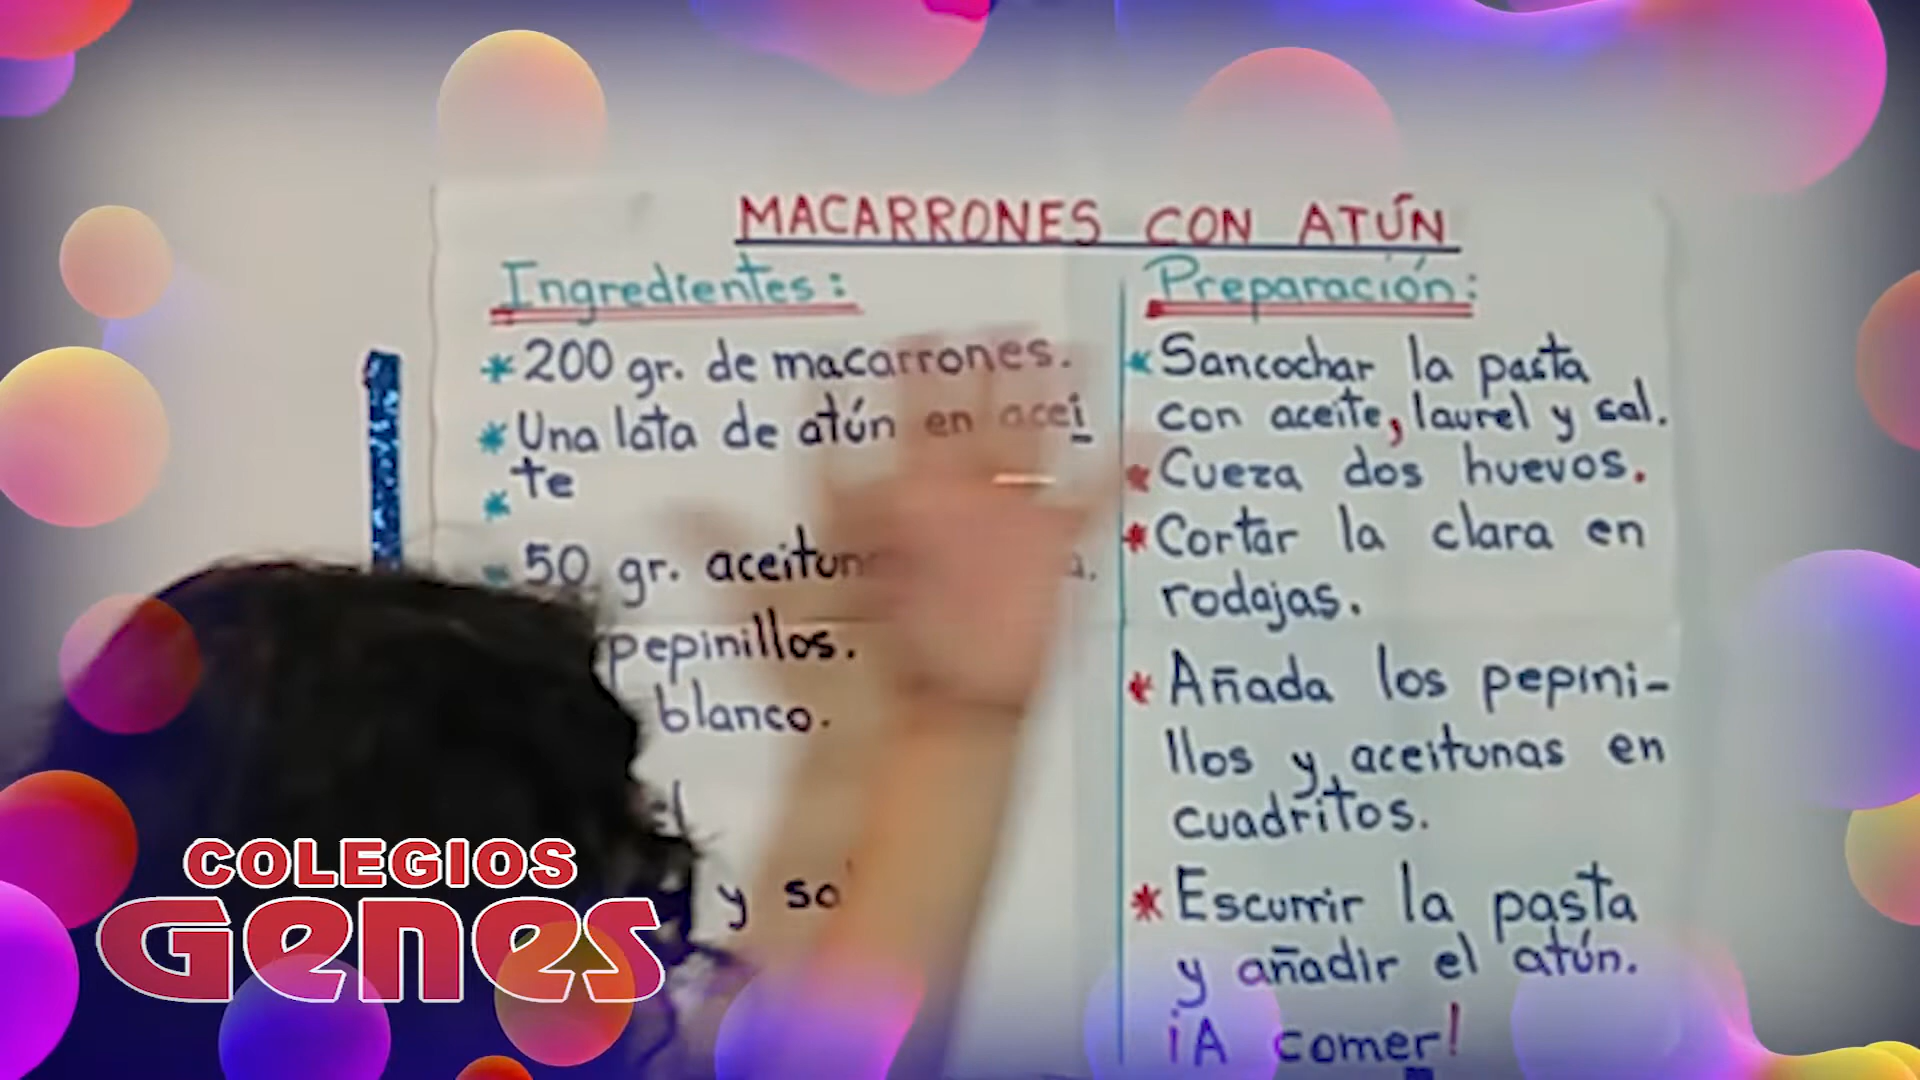 MACARRONES CON ATÚN
Ingredientes:
*200 gr. de macarrones.
*Una lata de atún en acei
*te
50 gr. aceitun
pepinillos.
blanco.
y
Preparación:
*Sancochar la pasta
con aceite, laurel y sal.
*Cueza dos huevos.
*Cortar la clara en
rodajas.
*Añada los pepini-
llos y aceitunas en
cuadritos.
*Escurrir la pasta
y añadir el atún.
¡A comer!
COLEGIOS
GENES